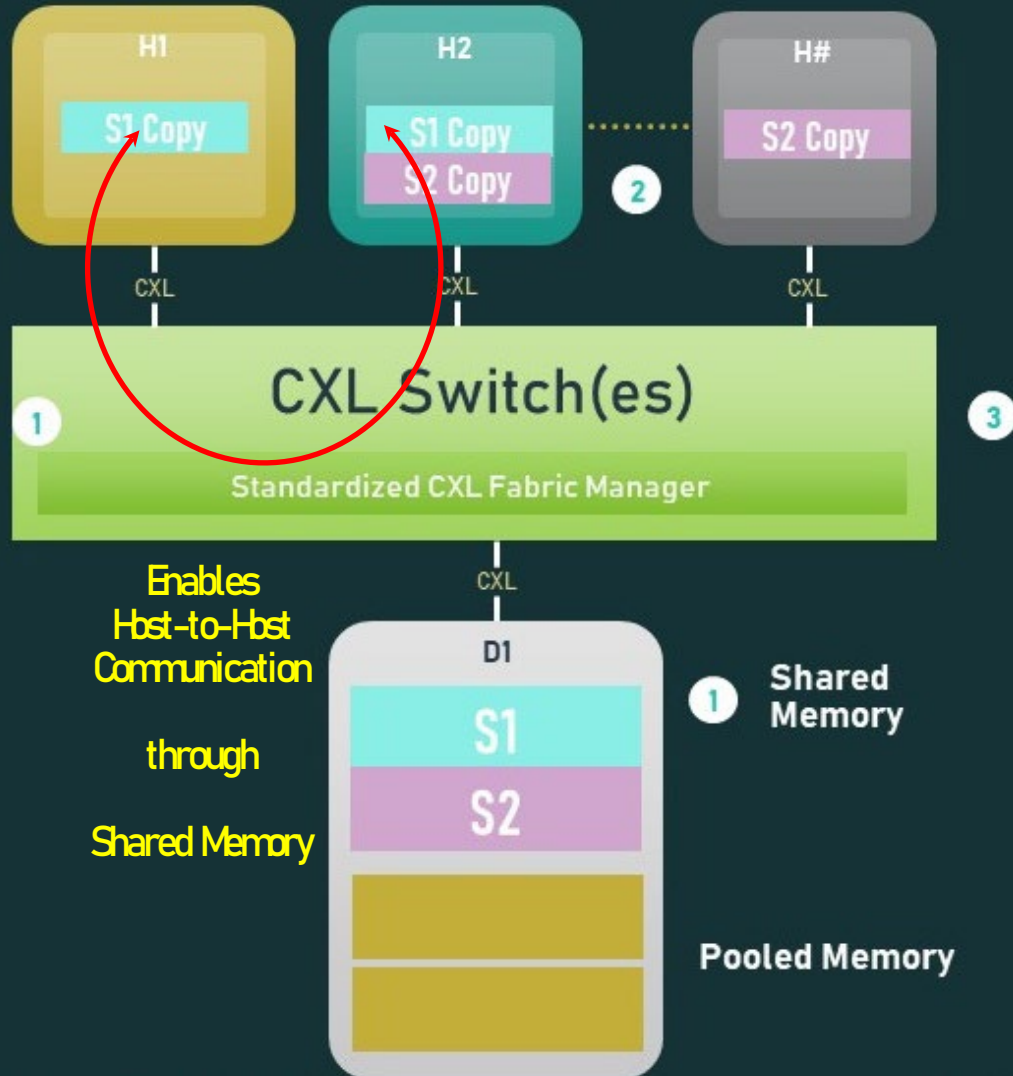 H1
S1 Copy
H2
S1 Copy
S2 Copy
H#
S2 Copy
2
CXL
CXL
CXL
CXL Switch(es)
1
3
Standardized CXL Fabric Manager
CXL
Enables
Host-to-Host
Communication
through
Shared Memory
D1
S1
S2
1
Shared
Memory
Pooled Memory